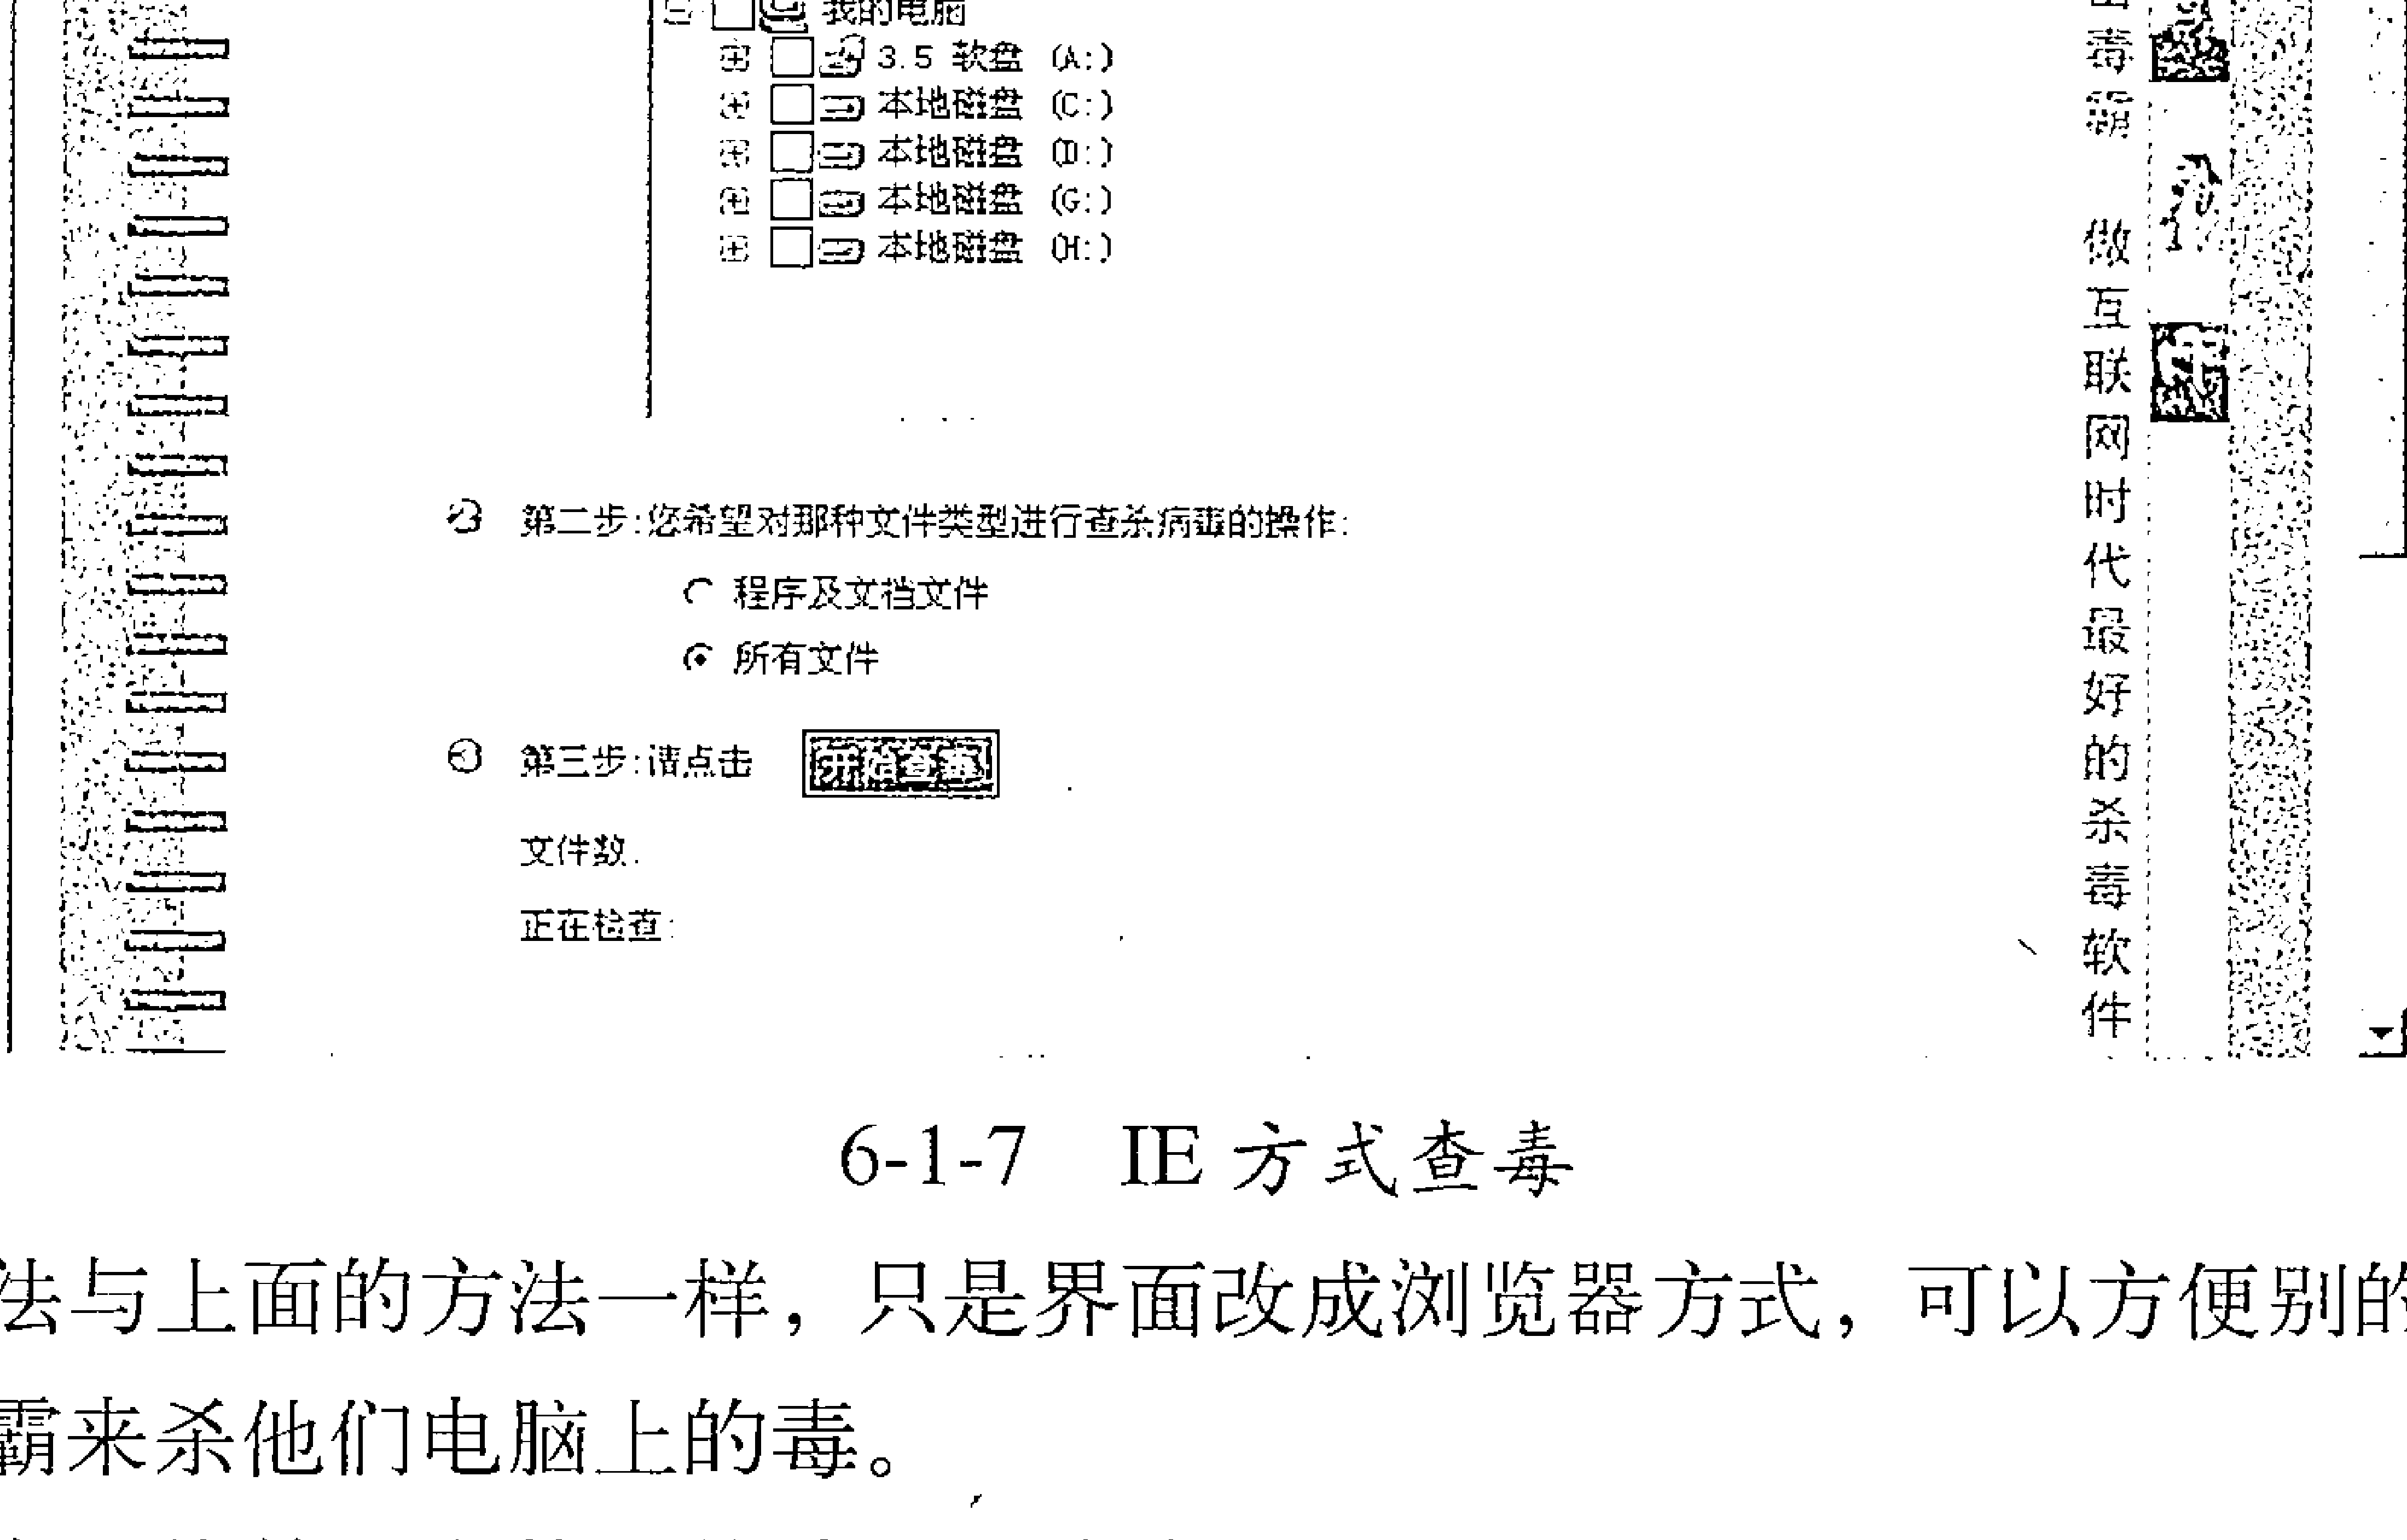 我的电脑
3.5 软盘 (A:)
本地磁盘 (C:)
本地磁盘 (D:)
本地磁盘 (G:)
本地磁盘 (H:)
② 第二步:您希望对那种文件类型进行查杀病毒的操作:
程序及文档文件
所有文件
③ 第三步:请点击 开始查毒
文件数:
正在检查:
毒霸 做互联网时代最好的杀毒软件
6-1-7 IE 方式查毒
法与上面的方法一样，只是界面改成浏览器方式，可以方便别的
霸来杀他们电脑上的毒。